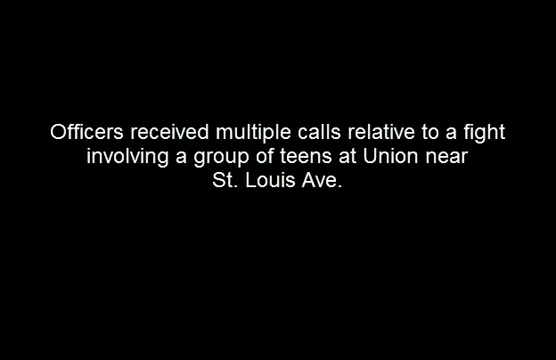 Officers received multiple calls relative to a fight
involving a group of teens at Union near
St. Louis Ave.